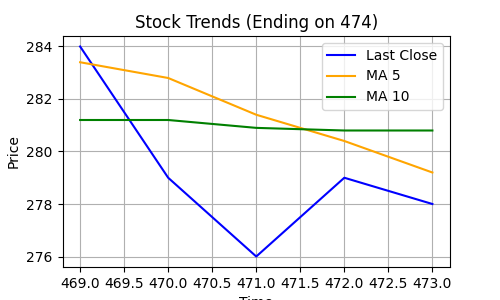 Stock Trends (Ending on 474)
Last Close
MA 5
MA 10
Price
284
282
280
278
276
469.0 469.5 470.0 470.5 471.0 471.5 472.0 472.5 473.0
Time